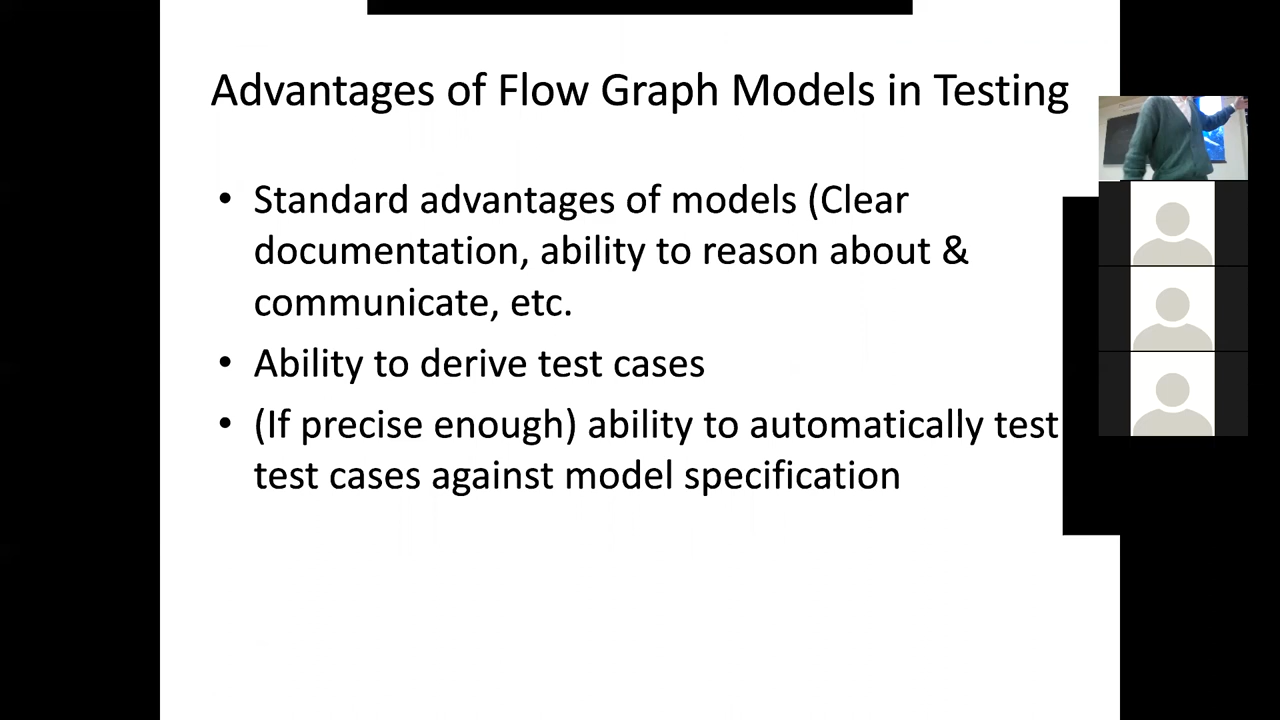 Advantages of Flow Graph Models in Testing
• Standard advantages of models (Clear
documentation, ability to reason about &
communicate, etc.
• Ability to derive test cases
• (If precise enough) ability to automatically test
test cases against model specification